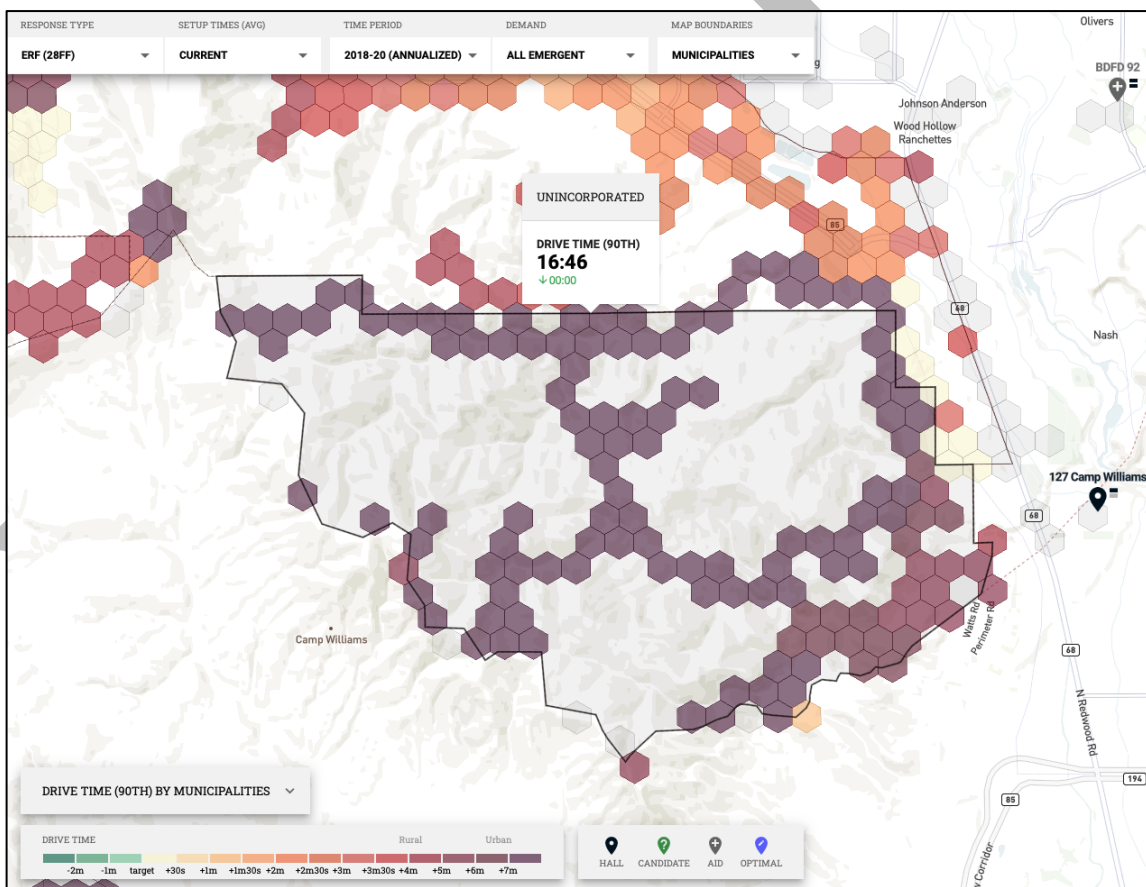 RESPONSE TYPE SETUP TIMES (AVG) TIME PERIOD DEMAND MAP BOUNDARIES
ERF (28FF) CURRENT 2018-20 (ANNUALIZED) ALL EMERGENT MUNICIPALITIES
Olivers
BDFD 92
Johnson Anderson
Wood Hollow
Ranchettes
UNINCORPORATED
DRIVE TIME (90TH)
16:46
↓00:00
85
68
Nash
127 Camp Williams
68
Camp Williams
Watts Rd
Perimeter Rd
68
N Redwood Rd
194
85
Corridor
DRIVE TIME (90TH) BY MUNICIPALITIES
DRIVE TIME Rural Urban
-2m -1m target +30s +1m +1m30s +2m +2m30s +3m +3m30s +4m +5m +6m +7m
HALL CANDIDATE AID OPTIMAL